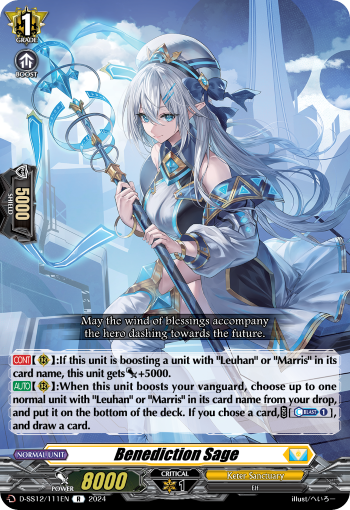 1
GRADE
BOOST
5000
SHIELD
May the wind of blessings accompany
the hero dashing towards the future.
CONT [ ]:If this unit is boosting a unit with "Leuhan" or "Marris" in its
card name, this unit gets +5000.
AUTO [ ]:When this unit boosts your vanguard, choose up to one
normal unit with "Leuhan" or "Marris" in its card name from your drop,
and put it on the bottom of the deck. If you chose a card, [ -BLAST 1 ],
and draw a card.
NORMAL UNIT
Benediction Sage
POWER 8000
CRITICAL
1
Keter Sanctuary
Elf
D-SS12/111EN R 2024
illust/へいろー